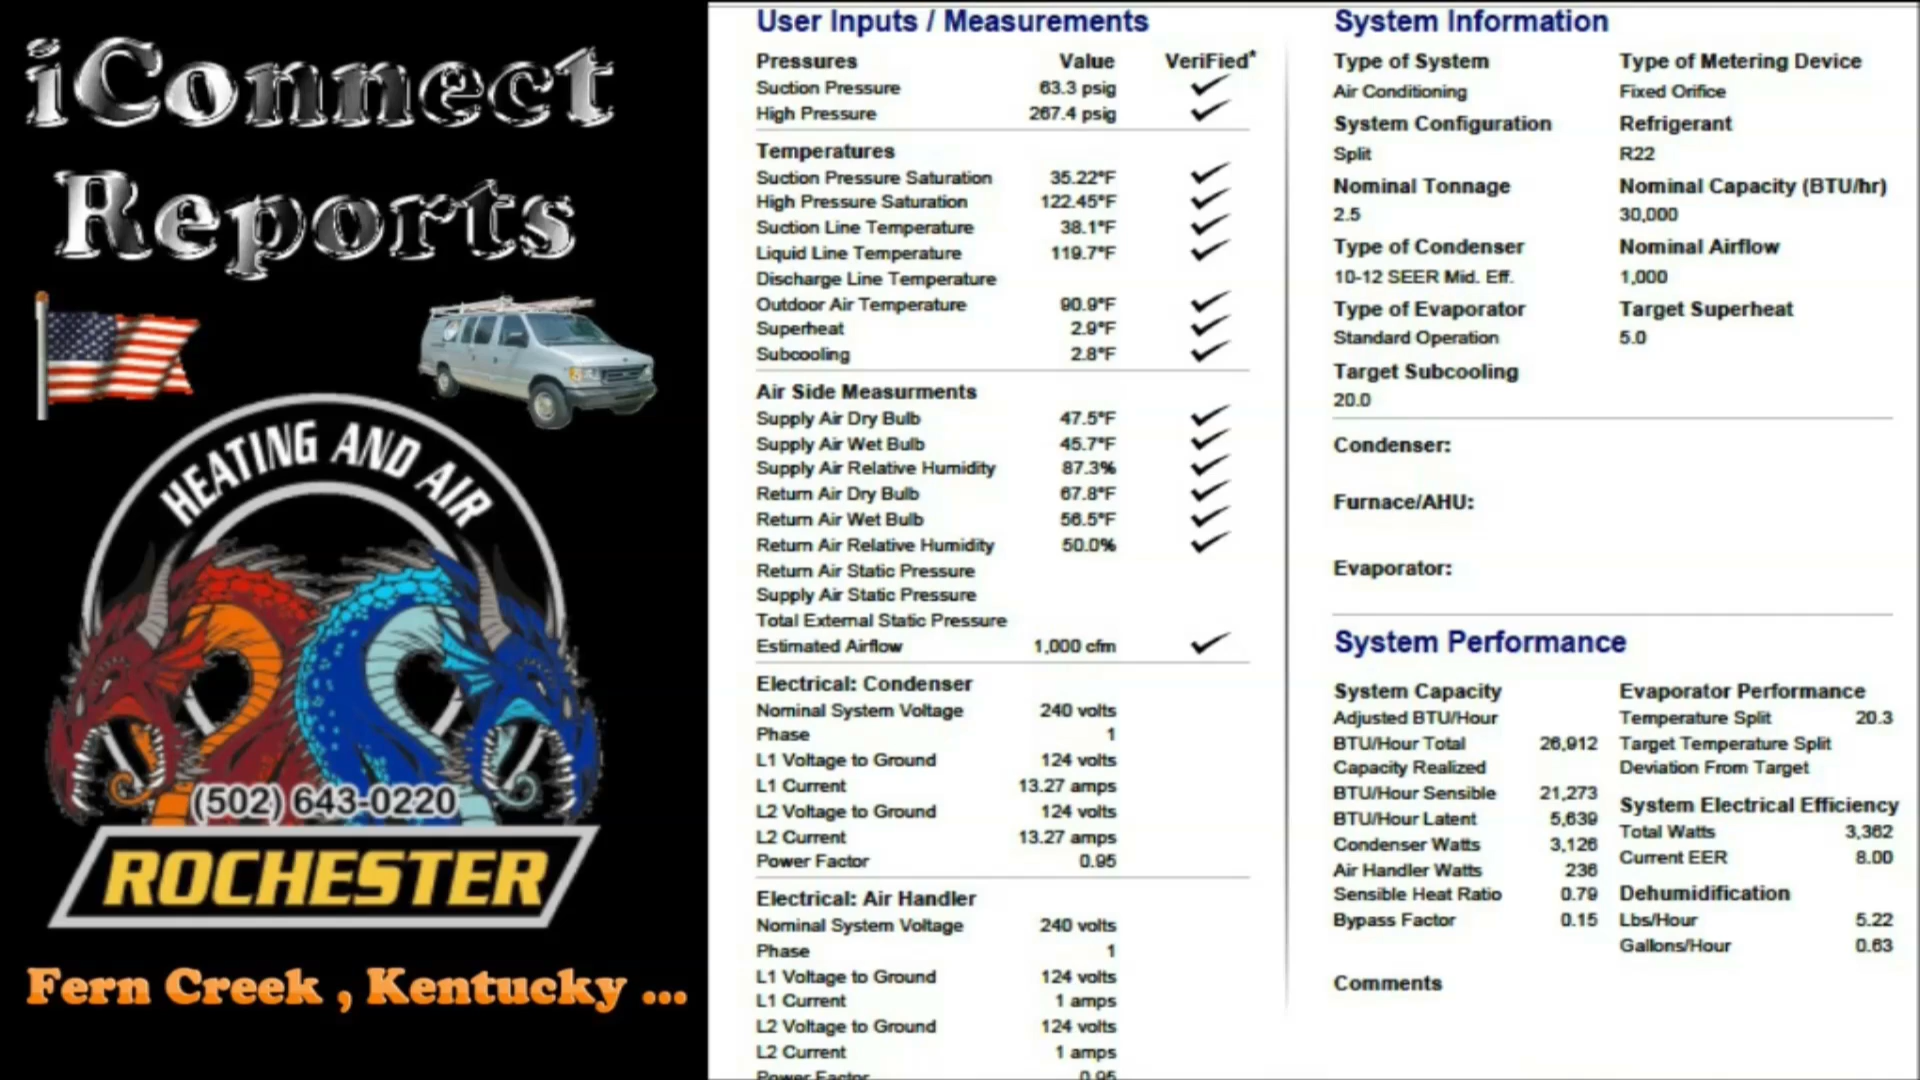 iConnect
Reports
HEATING AND AIR
(502) 643-0220
ROCHESTER
Fern Creek , Kentucky ...
User Inputs / Measurements
Pressures Value VeriFied*
Suction Pressure 63.3 psig
High Pressure 267.4 psig
Temperatures
Suction Pressure Saturation 35.22°F
High Pressure Saturation 122.45°F
Suction Line Temperature 38.1°F
Liquid Line Temperature 119.7°F
Discharge Line Temperature
Outdoor Air Temperature 90.9°F
Superheat 2.9°F
Subcooling 2.8°F
Air Side Measurments
Supply Air Dry Bulb 47.5°F
Supply Air Wet Bulb 45.7°F
Supply Air Relative Humidity 87.3%
Return Air Dry Bulb 67.8°F
Return Air Wet Bulb 56.5°F
Return Air Relative Humidity 50.0%
Return Air Static Pressure
Supply Air Static Pressure
Total External Static Pressure
Estimated Airflow 1,000 cfm
Electrical: Condenser
Nominal System Voltage 240 volts
Phase 1
L1 Voltage to Ground 124 volts
L1 Current 13.27 amps
L2 Voltage to Ground 124 volts
L2 Current 13.27 amps
Power Factor 0.95
Electrical: Air Handler
Nominal System Voltage 240 volts
Phase 1
L1 Voltage to Ground 124 volts
L1 Current 1 amps
L2 Voltage to Ground 124 volts
L2 Current 1 amps
Power Factor 0.95
System Information
Type of System Type of Metering Device
Air Conditioning Fixed Orifice
System Configuration Refrigerant
Split R22
Nominal Tonnage Nominal Capacity (BTU/hr)
2.5 30,000
Type of Condenser Nominal Airflow
10-12 SEER Mid. Eff. 1,000
Type of Evaporator Target Superheat
Standard Operation 5.0
Target Subcooling
20.0
Condenser:
Furnace/AHU:
Evaporator:
System Performance
System Capacity Evaporator Performance
Adjusted BTU/Hour Temperature Split 20.3
BTU/Hour Total 26,912 Target Temperature Split
Capacity Realized Deviation From Target
BTU/Hour Sensible 21,273 System Electrical Efficiency
BTU/Hour Latent 5,639 Total Watts 3,362
Condenser Watts 3,126 Current EER 8.00
Air Handler Watts 236
Sensible Heat Ratio 0.79 Dehumidification
Bypass Factor 0.15 Lbs/Hour 5.22
Gallons/Hour 0.63
Comments